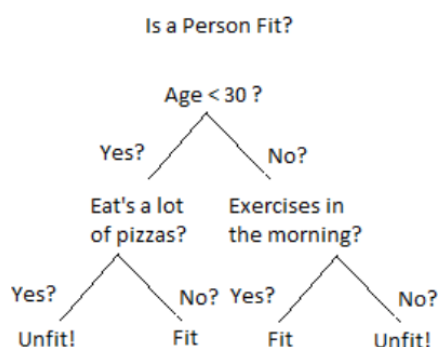 Is a Person Fit?
Age < 30 ?
Yes?
No?
Eat's a lot
of pizzas?
Exercises in
the morning?
Yes?
No?
Yes?
No?
Unfit!
Fit
Fit
Unfit!